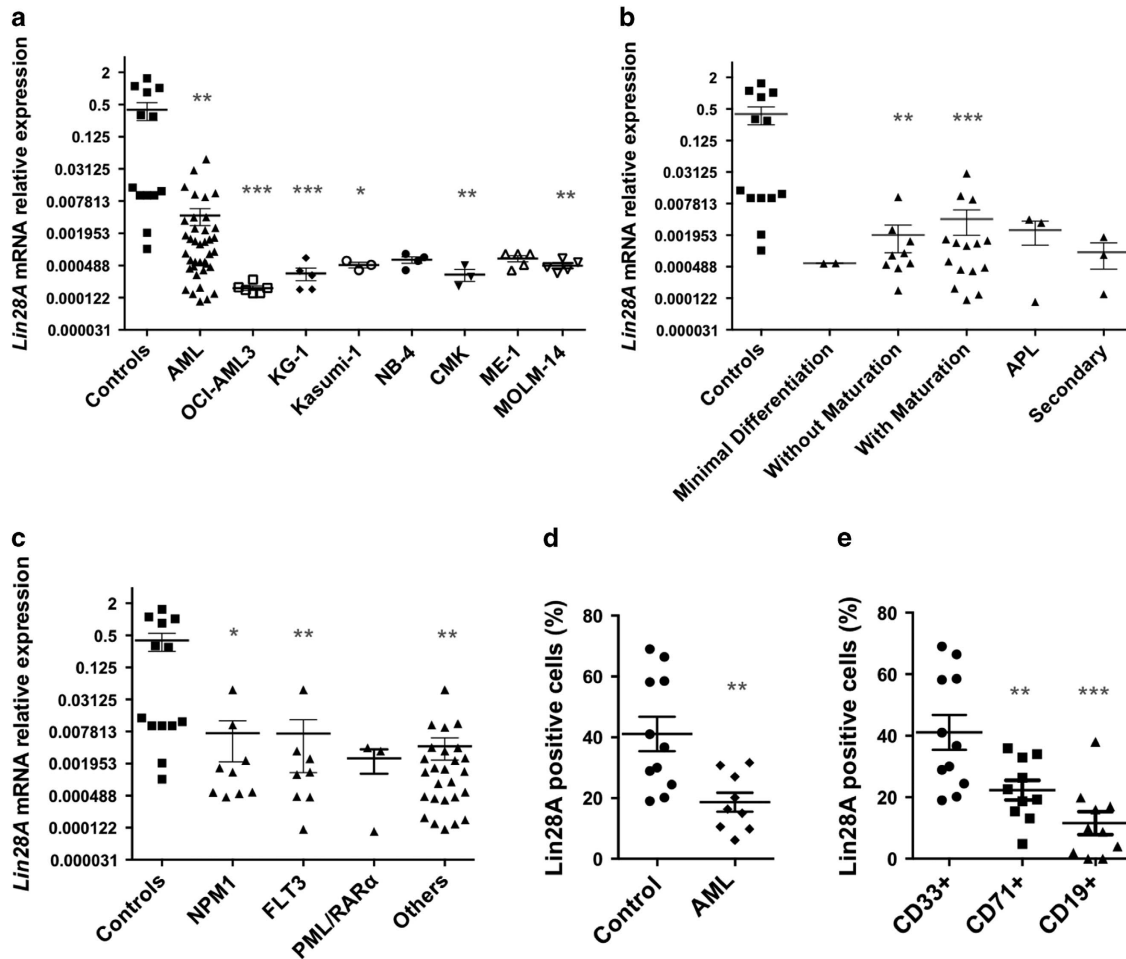 a
Lin28A mRNA relative expression
2
0.5
0.125
0.03125
0.007813
0.001953
0.000488
0.000122
0.000031
**
***
***
*
**
**
Controls
AML
OCI-AML3
KG-1
Kasumi-1
NB-4
CMK
ME-1
MOLM-14
b
Lin28A mRNA relative expression
2
0.5
0.125
0.03125
0.007813
0.001953
0.000488
0.000122
0.000031
**
***
Controls
Minimal Differentiation
Without Maturation
With Maturation
APL
Secondary
c
Lin28A mRNA relative expression
2
0.5
0.125
0.03125
0.007813
0.001953
0.000488
0.000122
0.000031
*
**
**
Controls
NPM1
FLT3
PML/RARα
Others
d
Lin28A positive cells (%)
80
60
40
20
0
**
Control
AML
e
Lin28A positive cells (%)
80
60
40
20
0
**
***
CD33+
CD71+
CD19+